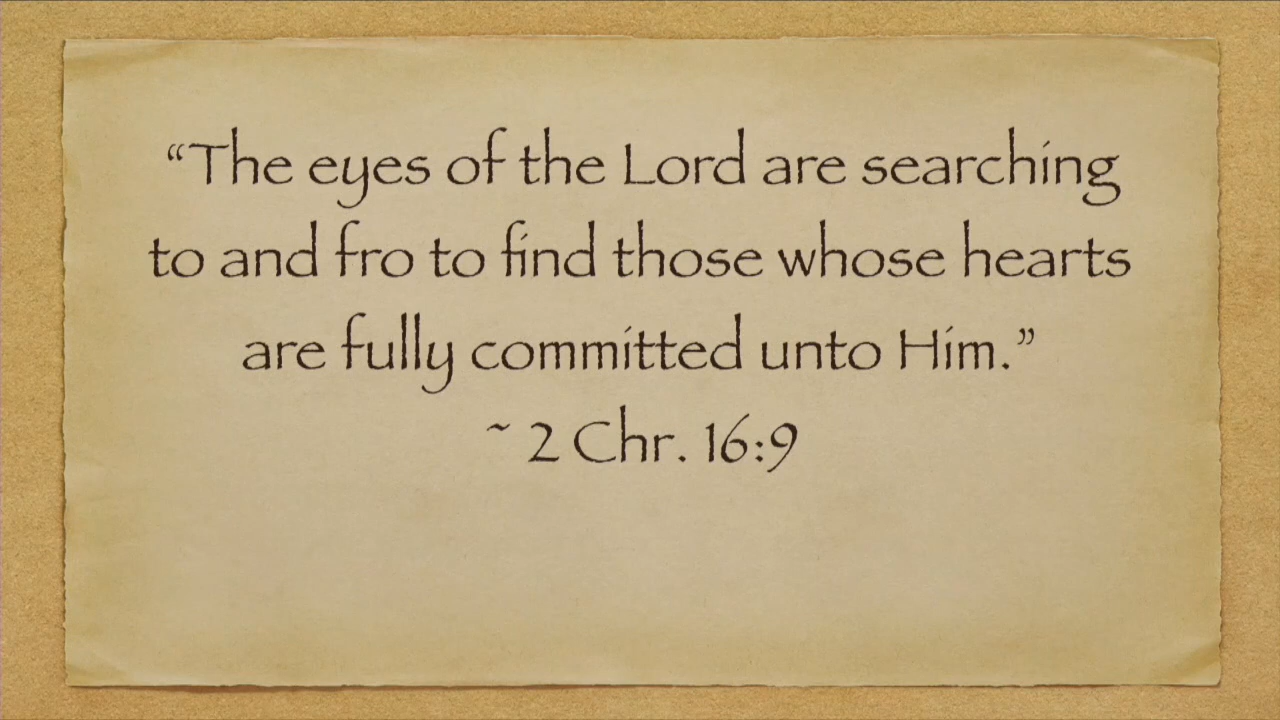 “The eyes of the Lord are searching
to and fro to find those whose hearts
are fully committed unto Him.”
~ 2 Chr. 16:9